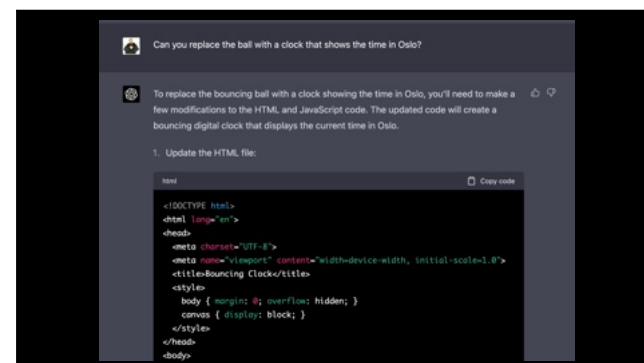 Can you replace the ball with a clock that shows the time in Oslo?
To replace the bouncing ball with a clock showing the time in Oslo, you'll need to make a
few modifications to the HTML and JavaScript code. The updated code will create a
bouncing digital clock that displays the current time in Oslo.
1. Update the HTML file:
html Copy code
<!DOCTYPE html>
<html lang="en">
<head>
<meta charset="UTF-8">
<meta name="viewport" content="width=device-width, initial-scale=1.0">
<title>Bouncing Clock</title>
<style>
body { margin: 0; overflow: hidden; }
canvas { display: block; }
</style>
</head>
<body>